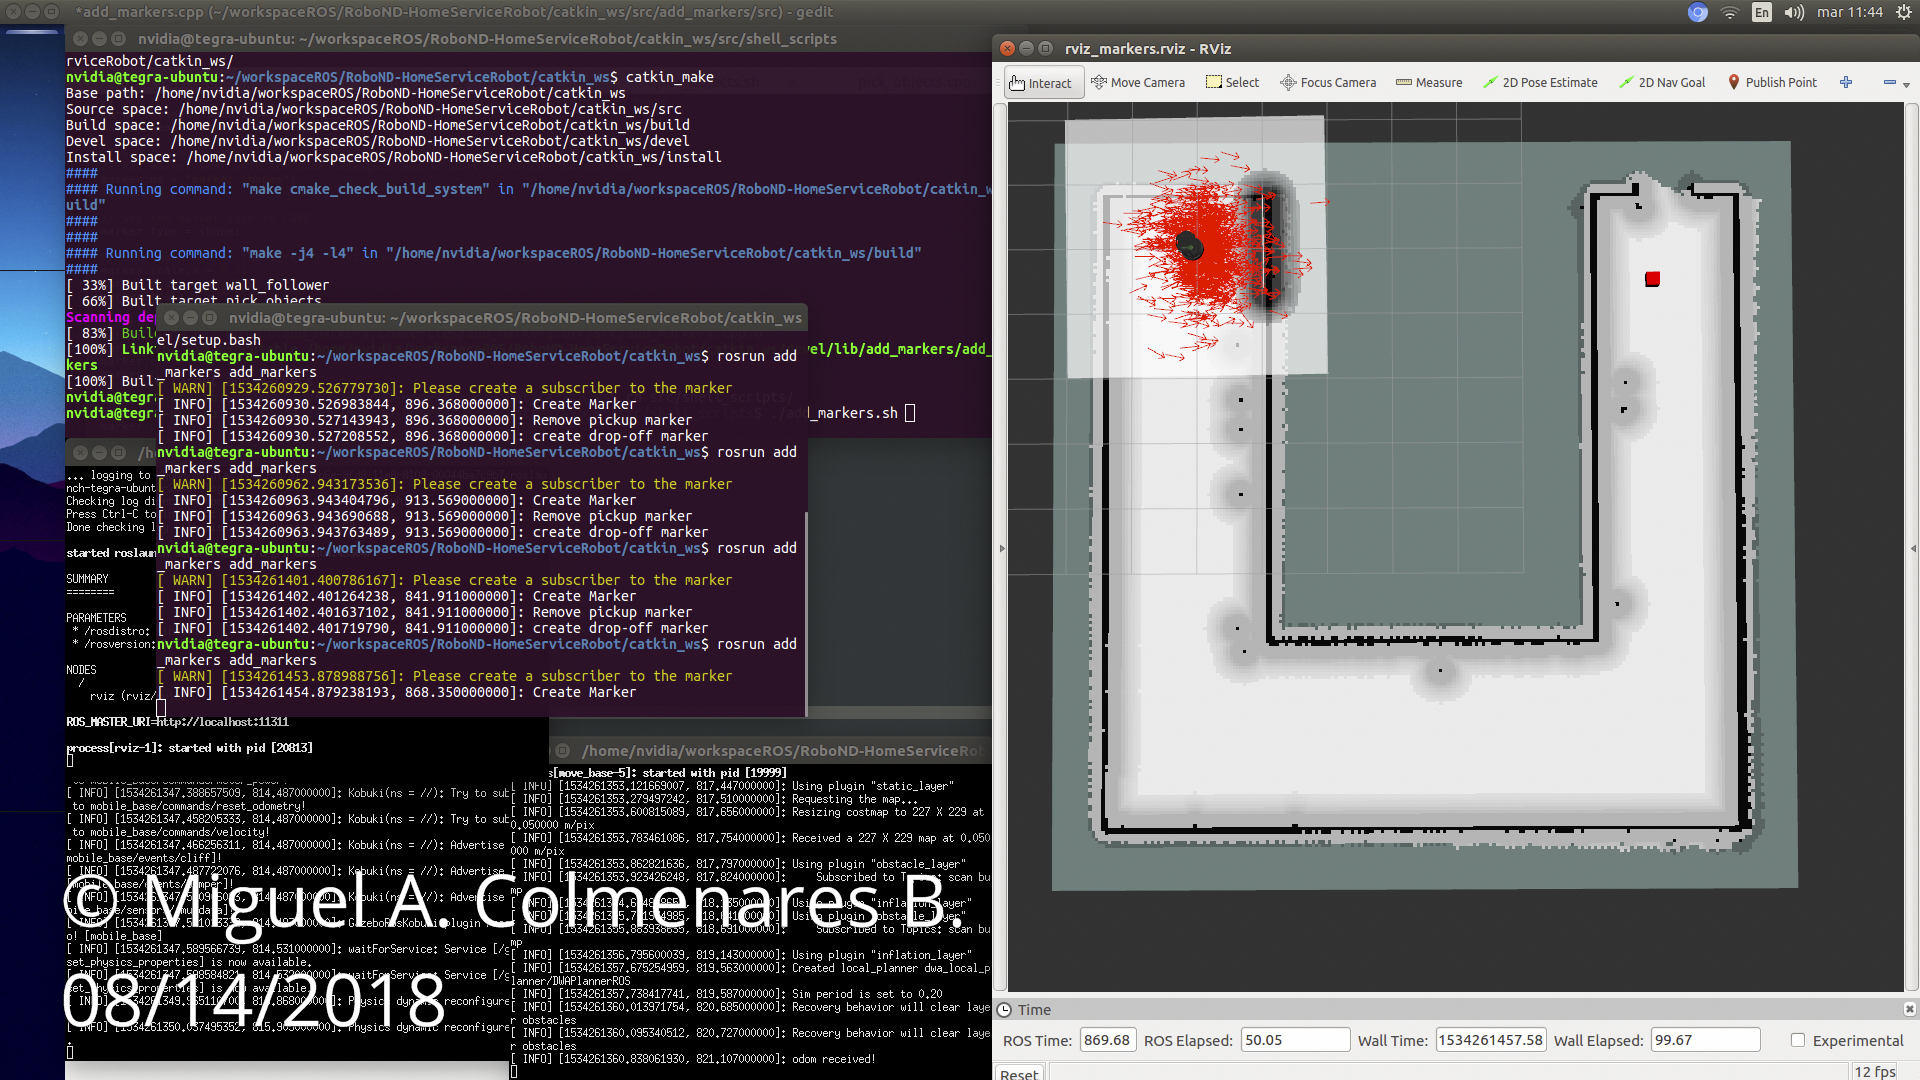 *add_markers.cpp (~/workspaceROS/RoboND-HomeServiceRobot/catkin_ws/src/add_markers/src) - gedit
En
mar 11:44
nvidia@tegra-ubuntu: ~/workspaceROS/RoboND-HomeServiceRobot/catkin_ws/src/shell_scripts
rviceRobot/catkin_ws/
nvidia@tegra-ubuntu:~/workspaceROS/RoboND-HomeServiceRobot/catkin_ws$ catkin_make
Base path: /home/nvidia/workspaceROS/RoboND-HomeServiceRobot/catkin_ws
Source space: /home/nvidia/workspaceROS/RoboND-HomeServiceRobot/catkin_ws/src
Build space: /home/nvidia/workspaceROS/RoboND-HomeServiceRobot/catkin_ws/build
Devel space: /home/nvidia/workspaceROS/RoboND-HomeServiceRobot/catkin_ws/devel
Install space: /home/nvidia/workspaceROS/RoboND-HomeServiceRobot/catkin_ws/install
####
#### Running command: "make cmake_check_build_system" in "/home/nvidia/workspaceROS/RoboND-HomeServiceRobot/catkin_w
uild"
####
####
#### Running command: "make -j4 -l4" in "/home/nvidia/workspaceROS/RoboND-HomeServiceRobot/catkin_ws/build"
####
[ 33%] Built target wall_follower
[ 66%] Built target pick_objects
Scanning de
[ 83%] Buil
[100%] Link
vel/lib/add_markers/add_
kers
[100%] Buil
nvidia@tegr
nvidia@tegr
d_markers.sh
nvidia@tegra-ubuntu: ~/workspaceROS/RoboND-HomeServiceRobot/catkin_ws
el/setup.bash
nvidia@tegra-ubuntu:~/workspaceROS/RoboND-HomeServiceRobot/catkin_ws$ rosrun add
_markers add_markers
[ WARN] [1534260929.526779730]: Please create a subscriber to the marker
[ INFO] [1534260930.526983844, 896.368000000]: Create Marker
[ INFO] [1534260930.527143943, 896.368000000]: Remove pickup marker
[ INFO] [1534260930.527208552, 896.368000000]: create drop-off marker
nvidia@tegra-ubuntu:~/workspaceROS/RoboND-HomeServiceRobot/catkin_ws$ rosrun add
_markers add_markers
[ WARN] [1534260962.943173536]: Please create a subscriber to the marker
[ INFO] [1534260963.943404796, 913.569000000]: Create Marker
[ INFO] [1534260963.943690688, 913.569000000]: Remove pickup marker
[ INFO] [1534260963.943763489, 913.569000000]: create drop-off marker
nvidia@tegra-ubuntu:~/workspaceROS/RoboND-HomeServiceRobot/catkin_ws$ rosrun add
_markers add_markers
[ WARN] [1534261401.400786167]: Please create a subscriber to the marker
[ INFO] [1534261402.401264238, 841.911000000]: Create Marker
[ INFO] [1534261402.401637102, 841.911000000]: Remove pickup marker
[ INFO] [1534261402.401719790, 841.911000000]: create drop-off marker
nvidia@tegra-ubuntu:~/workspaceROS/RoboND-HomeServiceRobot/catkin_ws$ rosrun add
_markers add_markers
[ WARN] [1534261453.878988756]: Please create a subscriber to the marker
[ INFO] [1534261454.879238193, 868.350000000]: Create Marker
/h
... logging to
nch-tegra-ubunt
Checking log di
Press Ctrl-C to
Done checking l
started roslaun
SUMMARY
========
PARAMETERS
* /rosdistro:
* /rosversion:
NODES
/
rviz (rviz/
ROS_MASTER_URI=http://localhost:11311
process[rviz-1]: started with pid [20813]
[ INFO] [1534261347.388657509, 814.487000000]: Kobuki(ns = //): Try to sub
to mobile_base/commands/reset_odometry!
[ INFO] [1534261347.458205333, 814.487000000]: Kobuki(ns = //): Try to sub
to mobile_base/commands/velocity!
[ INFO] [1534261347.466256311, 814.487000000]: Kobuki(ns = //): Advertise
mobile_base/events/cliff]!
[ INFO] [1534261347.487722076, 814.487000000]: Kobuki(ns = //): Advertise
o! [mobile_base]
[ INFO] [1534261347.589566739, 814.531000000]: waitForService: Service [/g
set_physics_properties] is now available.
/home/nvidia/workspaceROS/RoboND-HomeServiceRob
s[move_base-5]: started with pid [19999]
[ INFO] [1534261353.121669007, 817.447000000]: Using plugin "static_layer"
[ INFO] [1534261353.279497242, 817.510000000]: Requesting the map...
[ INFO] [1534261353.600815089, 817.656000000]: Resizing costmap to 227 X 229 at
0.050000 m/pix
[ INFO] [1534261353.783461086, 817.754000000]: Received a 227 X 229 map at 0.050
000 m/pix
[ INFO] [1534261353.862821636, 817.797000000]: Using plugin "obstacle_layer"
[ INFO] [1534261353.923426248, 817.824000000]: Subscribed to Topics: scan bu
mp
[ INFO] [1534261356.795600039, 819.143000000]: Using plugin "inflation_layer"
[ INFO] [1534261357.675254959, 819.563000000]: Created local_planner dwa_local_p
lanner/DWAPlannerROS
[ INFO] [1534261357.738417741, 819.587000000]: Sim period is set to 0.20
[ INFO] [1534261360.013971754, 820.685000000]: Recovery behavior will clear laye
r obstacles
[ INFO] [1534261360.095340512, 820.727000000]: Recovery behavior will clear laye
r obstacles
[ INFO] [1534261360.838061930, 821.107000000]: odom received!
© Miguel A. Colmenares B.
08/14/2018
rviz_markers.rviz - RViz
Interact
Move Camera
Select
Focus Camera
Measure
2D Pose Estimate
2D Nav Goal
Publish Point
Time
ROS Time: 869.68
ROS Elapsed: 50.05
Wall Time: 1534261457.58
Wall Elapsed: 99.67
Experimental
Reset
12 fps